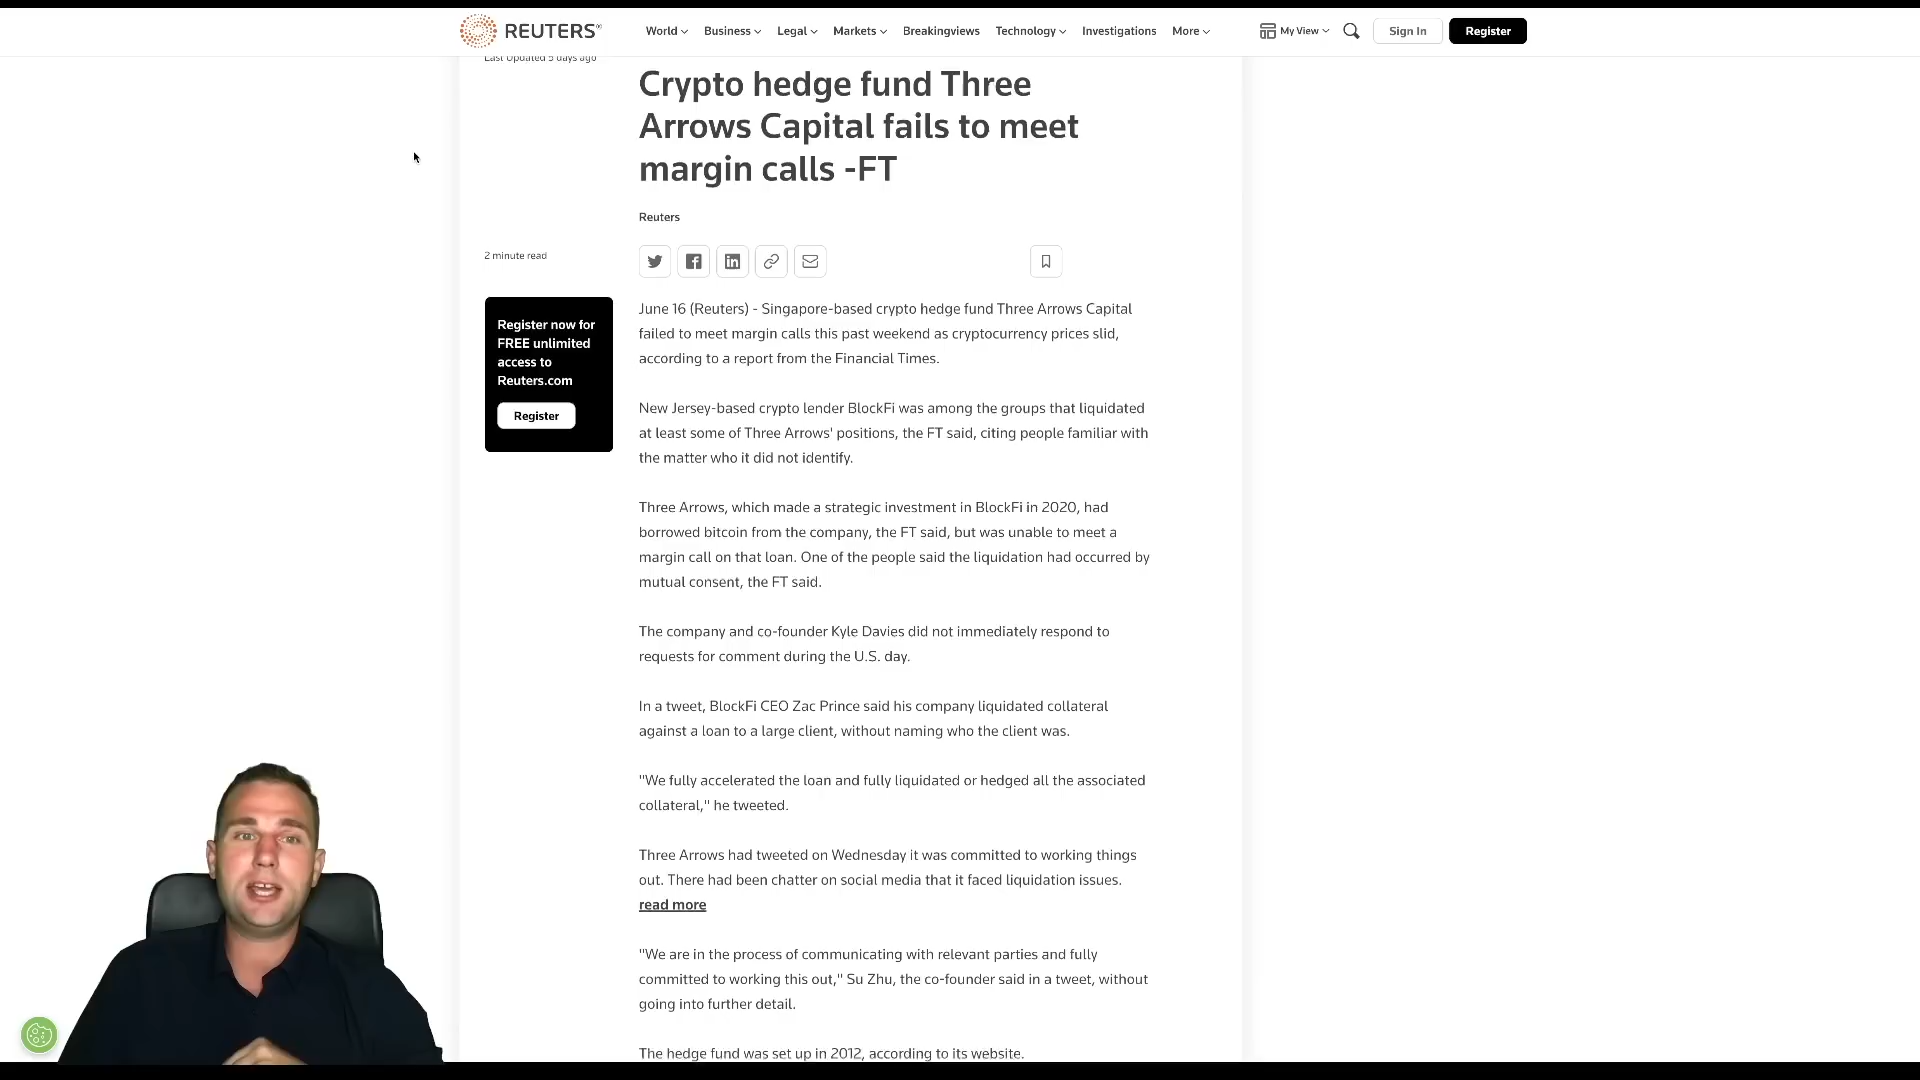 REUTERS
World
Business
Legal
Markets
Breakingviews
Technology
Investigations
More
My View
Sign In
Register
Last Updated 5 days ago
Crypto hedge fund Three
Arrows Capital fails to meet
margin calls -FT
Reuters
2 minute read
Register now for
FREE unlimited
access to
Reuters.com
Register
June 16 (Reuters) - Singapore-based crypto hedge fund Three Arrows Capital
failed to meet margin calls this past weekend as cryptocurrency prices slid,
according to a report from the Financial Times.
New Jersey-based crypto lender BlockFi was among the groups that liquidated
at least some of Three Arrows' positions, the FT said, citing people familiar with
the matter who it did not identify.
Three Arrows, which made a strategic investment in BlockFi in 2020, had
borrowed bitcoin from the company, the FT said, but was unable to meet a
margin call on that loan. One of the people said the liquidation had occurred by
mutual consent, the FT said.
The company and co-founder Kyle Davies did not immediately respond to
requests for comment during the U.S. day.
In a tweet, BlockFi CEO Zac Prince said his company liquidated collateral
against a loan to a large client, without naming who the client was.
"We fully accelerated the loan and fully liquidated or hedged all the associated
collateral," he tweeted.
Three Arrows had tweeted on Wednesday it was committed to working things
out. There had been chatter on social media that it faced liquidation issues.
read more
"We are in the process of communicating with relevant parties and fully
committed to working this out," Su Zhu, the co-founder said in a tweet, without
going into further detail.
The hedge fund was set up in 2012, according to its website.